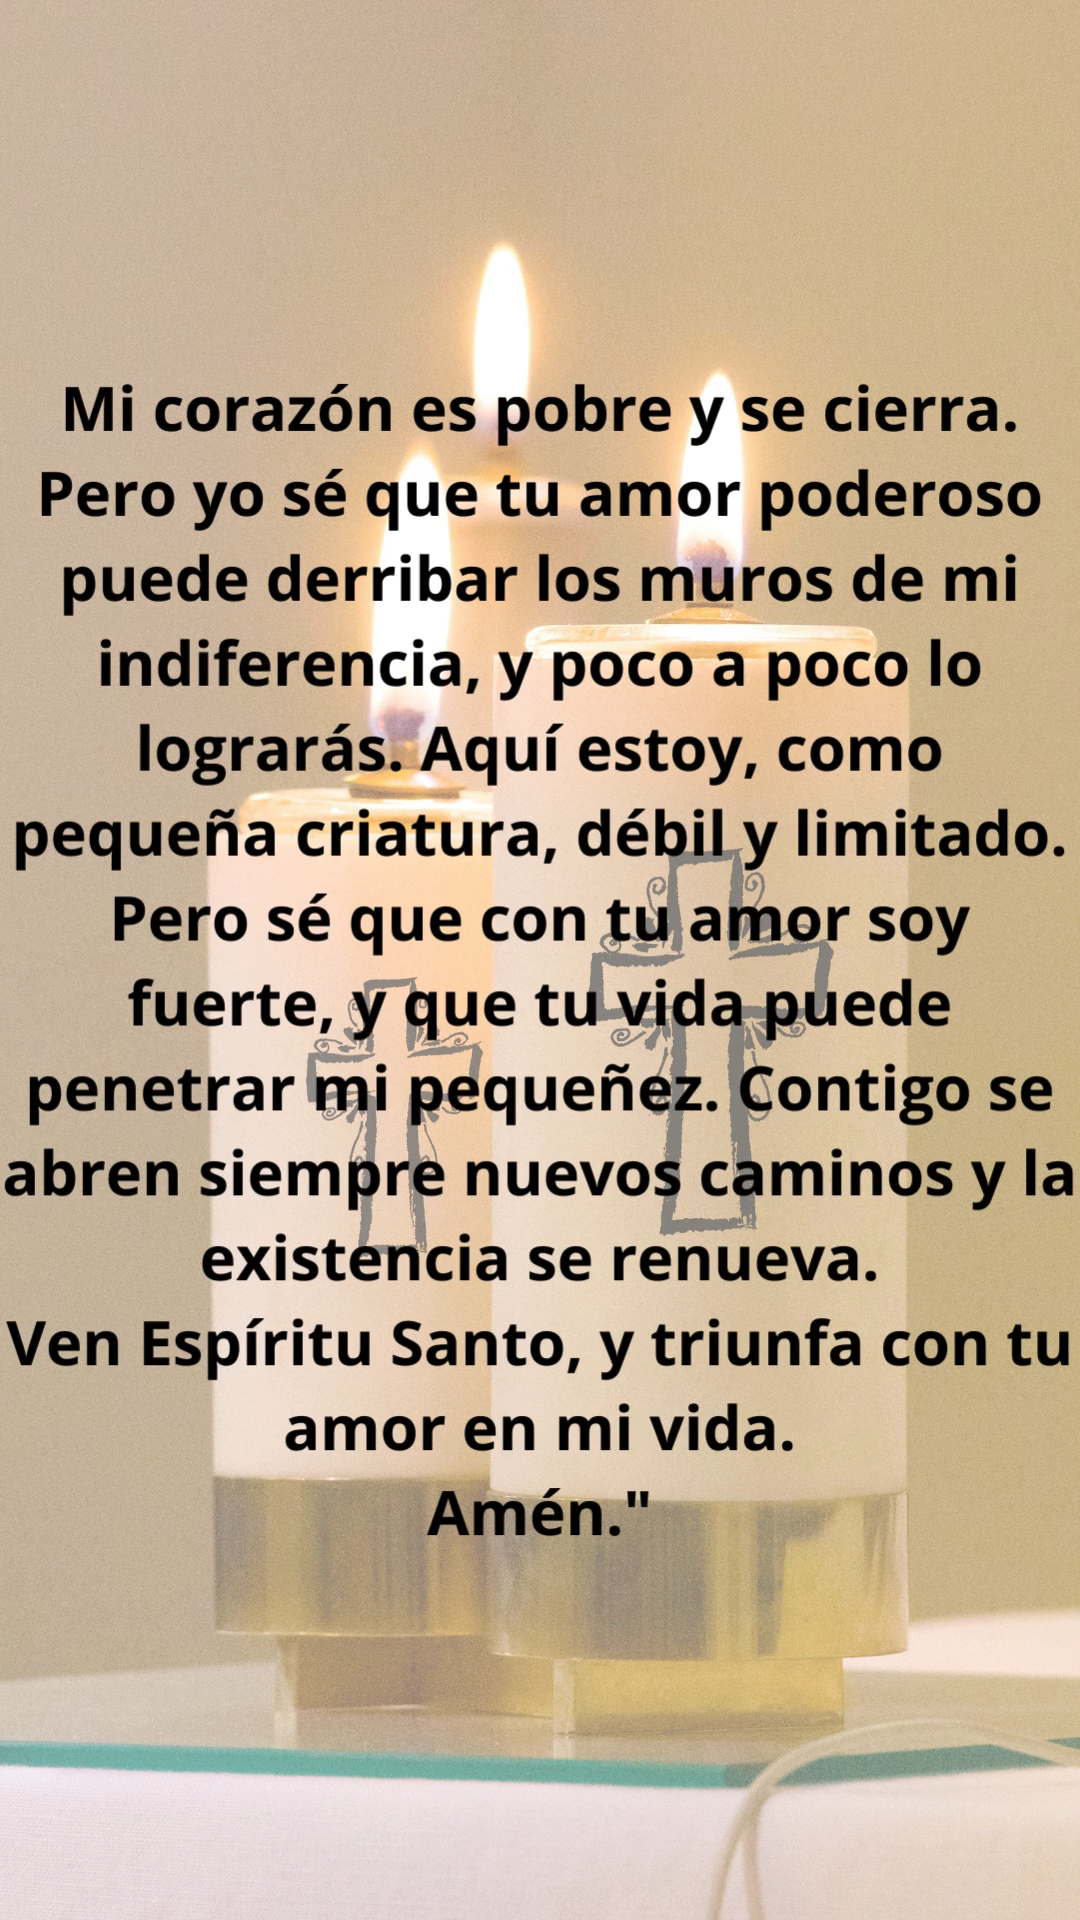 Mi corazón es pobre y se cierra.
Pero yo sé que tu amor poderoso
puede derribar los muros de mi
indiferencia, y poco a poco lo
lograrás. Aquí estoy, como
pequeña criatura, débil y limitado.
Pero sé que con tu amor soy
fuerte, y que tu vida puede
penetrar mi pequeñez. Contigo se
abren siempre nuevos caminos y la
existencia se renueva.
Ven Espíritu Santo, y triunfa con tu
amor en mi vida.
Amén."